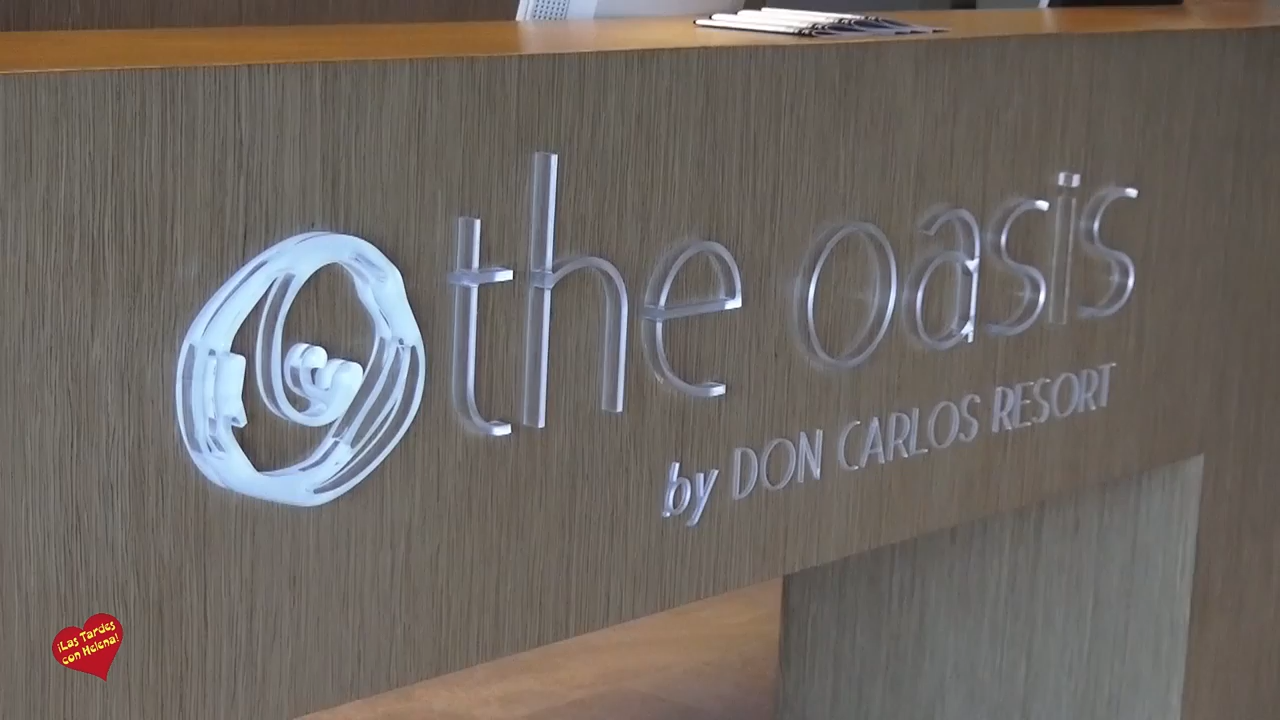 the oasis
by DON CARLOS RESORT
¡Las Tardes
con Helena!